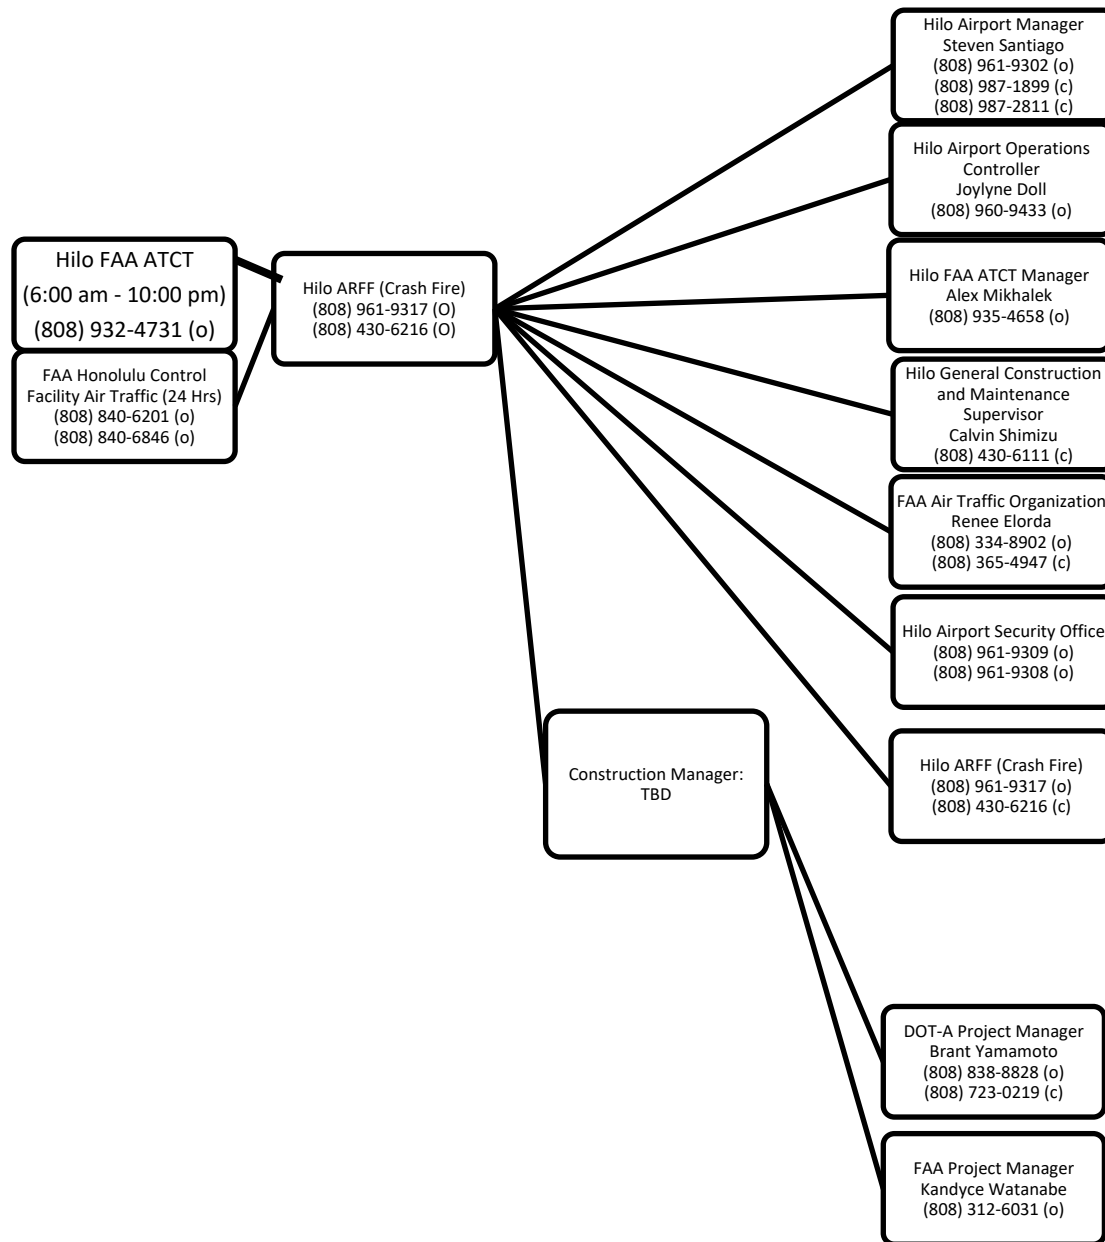 Hilo FAA ATCT
(6:00 am - 10:00 pm)
(808) 932-4731 (o)
FAA Honolulu Control
Facility Air Traffic (24 Hrs)
(808) 840-6201 (o)
(808) 840-6846 (o)
Hilo ARFF (Crash Fire)
(808) 961-9317 (O)
(808) 430-6216 (O)
Hilo Airport Manager
Steven Santiago
(808) 961-9302 (o)
(808) 987-1899 (c)
(808) 987-2811 (c)
Hilo Airport Operations
Controller
Joylyne Doll
(808) 960-9433 (o)
Hilo FAA ATCT Manager
Alex Mikhalek
(808) 935-4658 (o)
Hilo General Construction
and Maintenance
Supervisor
Calvin Shimizu
(808) 430-6111 (c)
FAA Air Traffic Organization
Renee Elorda
(808) 334-8902 (o)
(808) 365-4947 (c)
Hilo Airport Security Office
(808) 961-9309 (o)
(808) 961-9308 (o)
Hilo ARFF (Crash Fire)
(808) 961-9317 (o)
(808) 430-6216 (c)
Construction Manager:
TBD
DOT-A Project Manager
Brant Yamamoto
(808) 838-8828 (o)
(808) 723-0219 (c)
FAA Project Manager
Kandyce Watanabe
(808) 312-6031 (o)